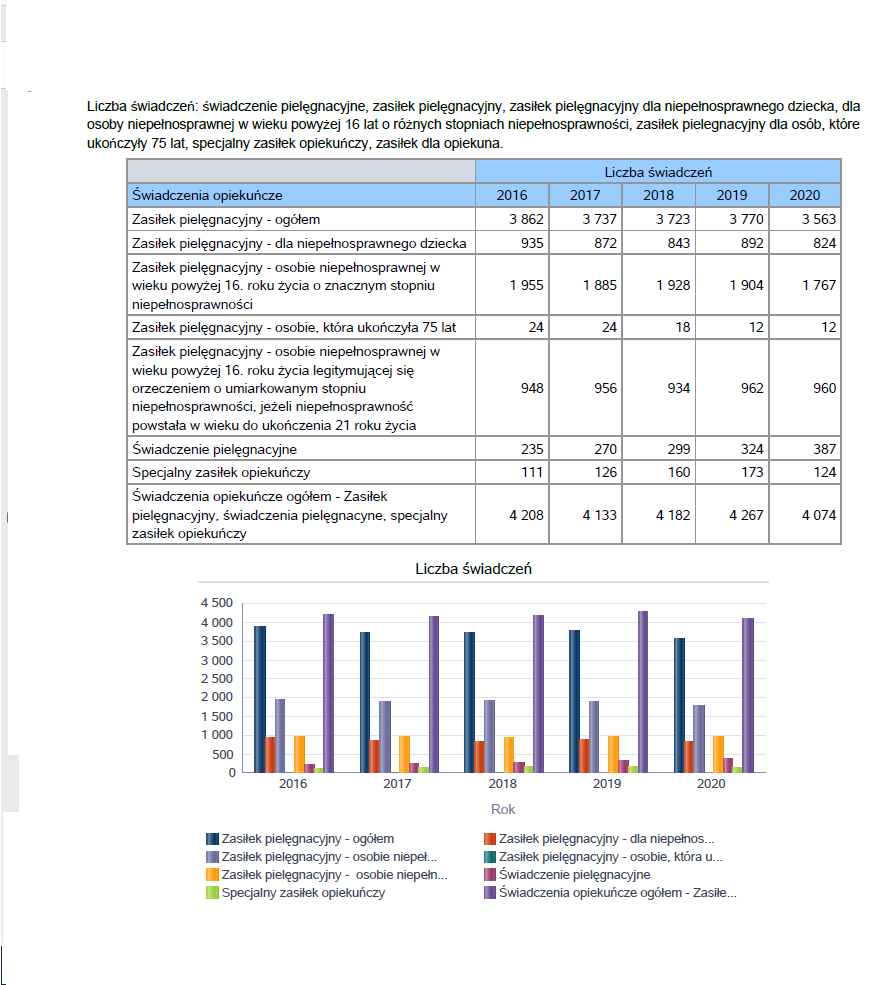 Liczba świadczeń: świadczenie pielęgnacyjne, zasiłek pielęgnacyjny, zasiłek pielęgnacyjny dla niepełnosprawnego dziecka, dla
osoby niepełnosprawnej w wieku powyżej 16 lat o różnych stopniach niepełnosprawności, zasiłek pielegnacyjny dla osób, które
ukończyły 75 lat, specjalny zasiłek opiekuńczy, zasiłek dla opiekuna.
Liczba świadczeń
Świadczenia opiekuńcze 2016 2017 2018 2019 2020
Zasiłek pielęgnacyjny - ogółem 3 862 3 737 3 723 3 770 3 563
Zasiłek pielęgnacyjny - dla niepełnosprawnego dziecka 935 872 843 892 824
Zasiłek pielęgnacyjny - osobie niepełnosprawnej w
wieku powyżej 16. roku życia o znacznym stopniu
niepełnosprawności
1 955 1 885 1 928 1 904 1 767
Zasiłek pielęgnacyjny - osobie, która ukończyła 75 lat 24 24 18 12 12
Zasiłek pielęgnacyjny - osobie niepełnosprawnej w
wieku powyżej 16. roku życia legitymującej się
orzeczeniem o umiarkowanym stopniu
niepełnosprawności, jeżeli niepełnosprawność
powstała w wieku do ukończenia 21 roku życia
948 956 934 962 960
Świadczenie pielęgnacyjne 235 270 299 324 387
Specjalny zasiłek opiekuńczy 111 126 160 173 124
Świadczenia opiekuńcze ogółem - Zasiłek
pielęgnacyjny, świadczenia pielęgnacyne, specjalny
zasiłek opiekuńczy
4 208 4 133 4 182 4 267 4 074
Liczba świadczeń
4 500
4 000
3 500
3 000
2 500
2 000
1 500
1 000
500
0
2016 2017 2018 2019 2020
Rok
Zasiłek pielęgnacyjny - ogółem Zasiłek pielęgnacyjny - dla niepełnos...
Zasiłek pielęgnacyjny - osobie niepeł... Zasiłek pielęgnacyjny - osobie, która u...
Zasiłek pielęgnacyjny - osobie niepełn... Świadczenie pielęgnacyjne
Specjalny zasiłek opiekuńczy Świadczenia opiekuńcze ogółem - Zasiłe...